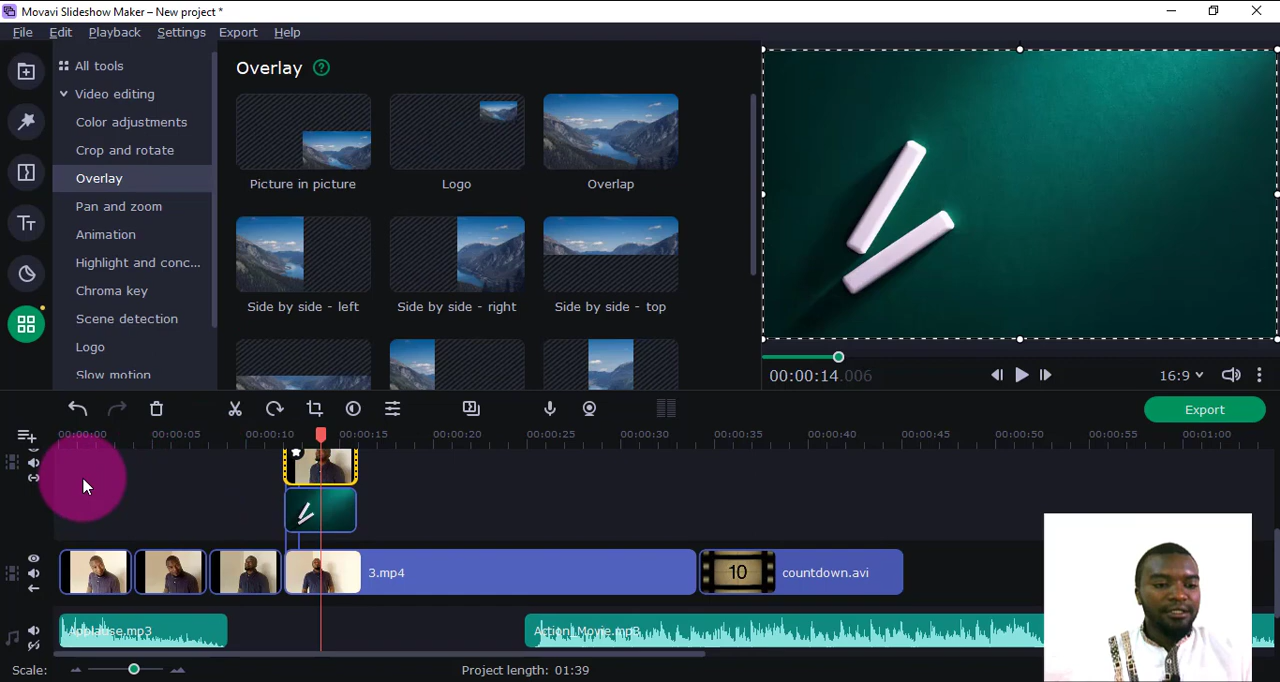 Movavi Slideshow Maker – New project *
File Edit Playback Settings Export Help
All tools
Video editing
Color adjustments
Crop and rotate
Overlay
Pan and zoom
Animation
Highlight and conc...
Chroma key
Scene detection
Logo
Slow motion
Overlay ?
Picture in picture
Logo
Overlap
Side by side - left
Side by side - right
Side by side - top
00:00:14.006
16:9
Export
00:00:00 00:00:05 00:00:10 00:00:15 00:00:20 00:00:25 00:00:30 00:00:35 00:00:40 00:00:45 00:00:50 00:00:55 00:01:00
3.mp4
10
countdown.avi
Applause.mp3
Action1Movie.mp3
Scale:
Project length: 01:39